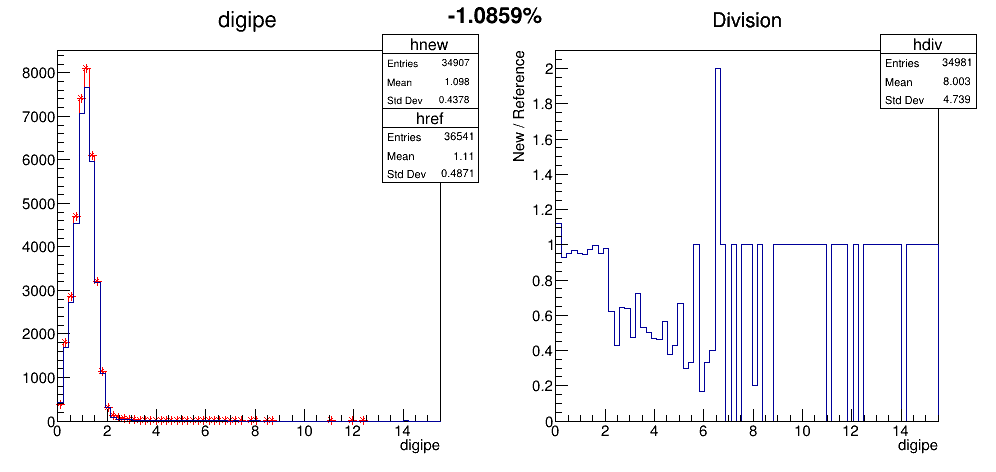 -1.0859%
digipe
hnew
Entries 34907
Mean 1.098
Std Dev 0.4378
href
Entries 36541
Mean 1.11
Std Dev 0.4871
8000
7000
6000
5000
4000
3000
2000
1000
0
0 2 4 6 8 10 12 14
digipe
Division
hdiv
Entries 34981
Mean 8.003
Std Dev 4.739
New / Reference
2
1.8
1.6
1.4
1.2
1
0.8
0.6
0.4
0.2
0
0 2 4 6 8 10 12 14
digipe